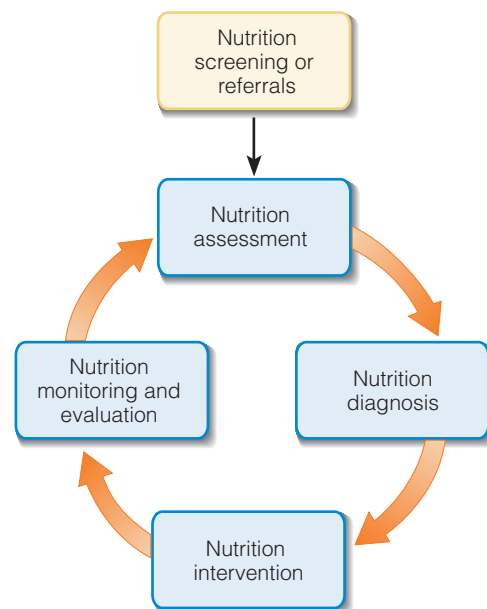 Nutrition
screening or
referrals
Nutrition
assessment
Nutrition
diagnosis
Nutrition
intervention
Nutrition
monitoring and
evaluation